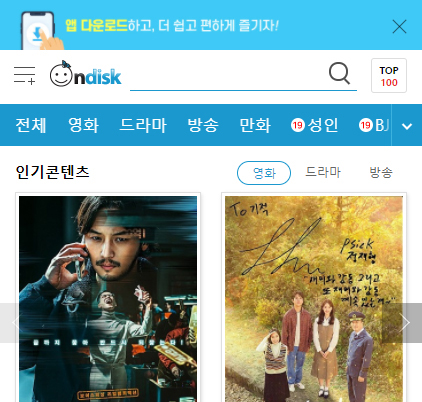 앱 다운로드하고, 더 쉽고 편하게 즐기자!
ondisk
TOP
100
전체 영화 드라마 방송 만화 19 성인 19 BJ
인기콘텐츠 영화 드라마 방송
To 기적
Psick